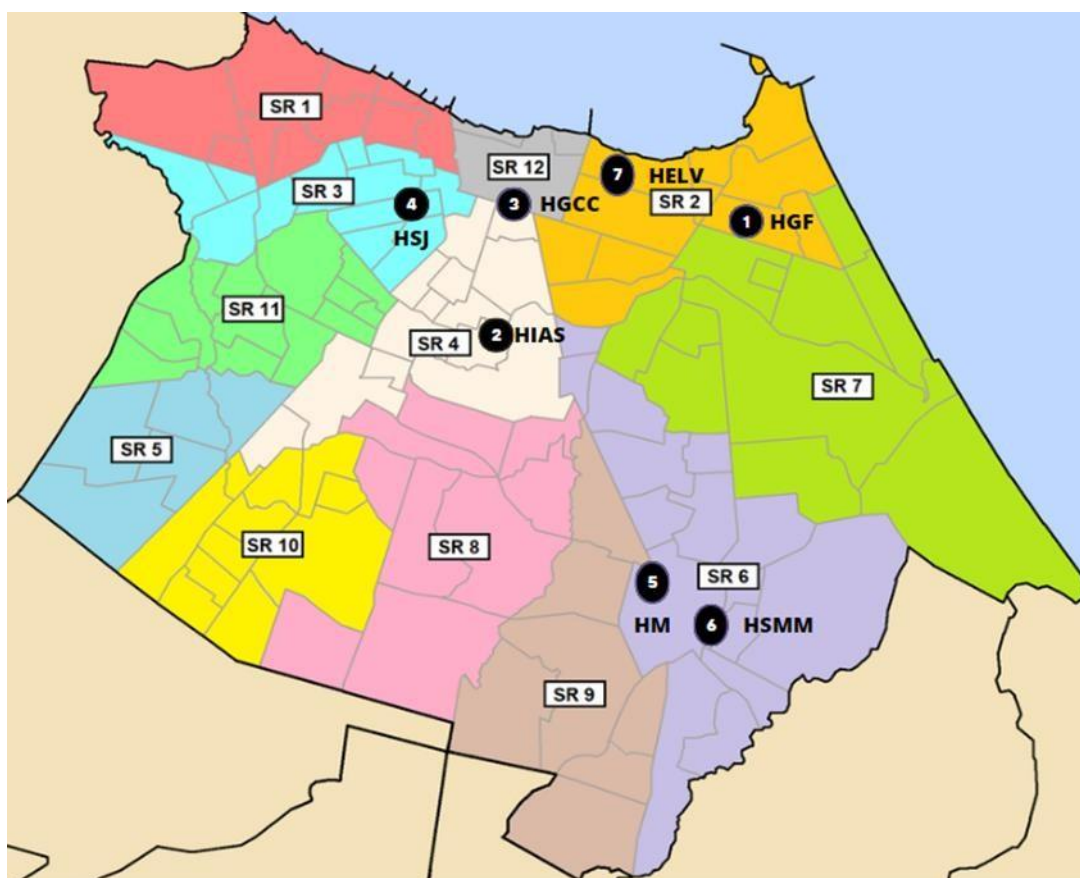 SR 1
SR 12
7 HELV
SR 3
SR 2
4
3 HGCC
1 HGF
HSJ
SR 11
2 HIAS
SR 4
SR 7
SR 5
SR 10
SR 8
5
SR 6
HM
6 HSMM
SR 9